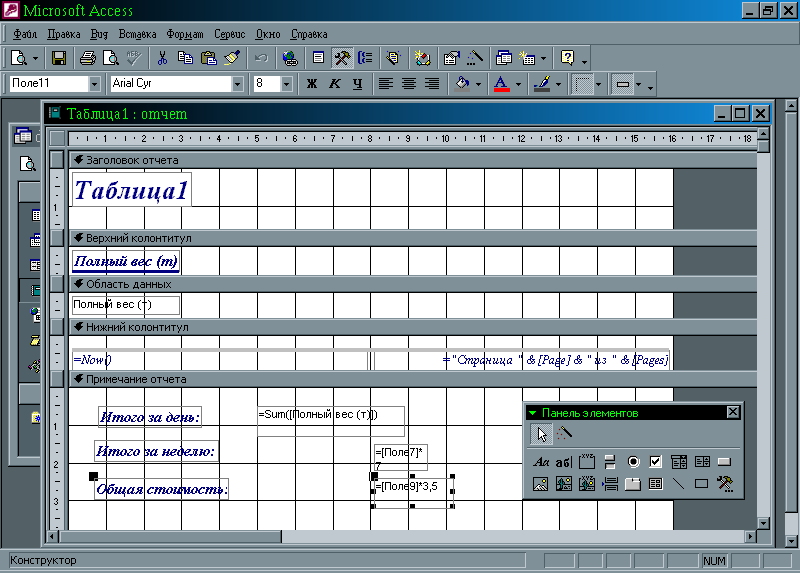 Microsoft Access
Файл Правка Вид Вставка Формат Сервис Окно Справка
Поле11 Arial Cyr 8 Ж К Ч
Таблица1 : отчет
1 2 3 4 5 6 7 8 9 10 11 12 13 14 15 16 17 18
Заголовок отчета
Таблица1
1
Верхний колонтитул
Полный вес (т)
Область данных
Полный вес (т)
Нижний колонтитул
=Now() ="Страница " & [Page] & " из " & [Pages]
Примечание отчета
Итого за день: =Sum([Полный вес (т)])
1
Панель элементов
Итого за неделю: =[Поле7]*
7
2
Aa ab|
Общая стоимость: =[Поле9]*3,5
3
Конструктор NUM